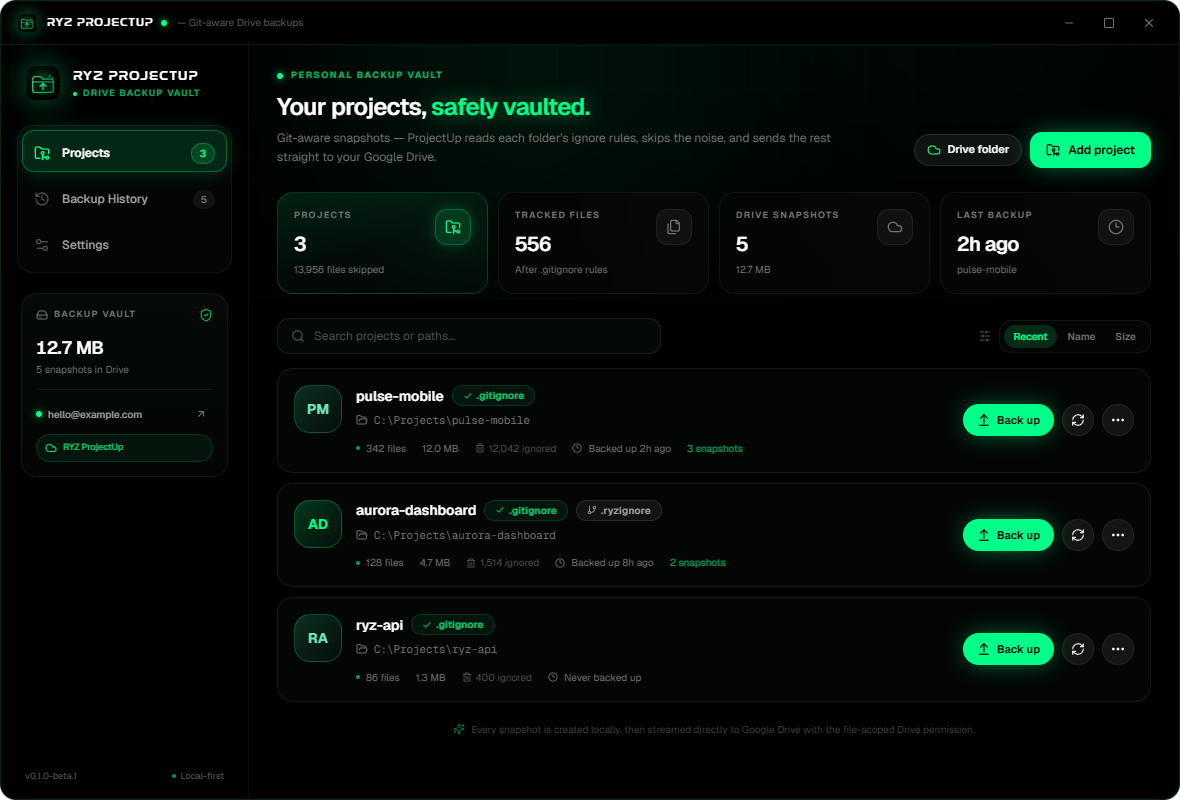 RYZ PROJECTUP — Git-aware Drive backups
RYZ PROJECTUP
DRIVE BACKUP VAULT
Projects 3
Backup History 5
Settings
BACKUP VAULT
12.7 MB
5 snapshots in Drive
hello@example.com
RYZ ProjectUp
v0.1.0-beta.1 Local-first
PERSONAL BACKUP VAULT
Your projects, safely vaulted.
Git-aware snapshots — ProjectUp reads each folder's ignore rules, skips the noise, and sends the rest
straight to your Google Drive.
Drive folder Add project
PROJECTS
3
13,956 files skipped
TRACKED FILES
556
After .gitignore rules
DRIVE SNAPSHOTS
5
12.7 MB
LAST BACKUP
2h ago
pulse-mobile
Search projects or paths...
Recent Name Size
PM
pulse-mobile .gitignore
C:\Projects\pulse-mobile
342 files 12.0 MB 12,042 ignored Backed up 2h ago 3 snapshots
Back up
AD
aurora-dashboard .gitignore .ryzignore
C:\Projects\aurora-dashboard
128 files 4.7 MB 1,514 ignored Backed up 8h ago 2 snapshots
Back up
RA
ryz-api .gitignore
C:\Projects\ryz-api
86 files 1.3 MB 400 ignored Never backed up
Back up
Every snapshot is created locally, then streamed directly to Google Drive with the file-scoped Drive permission.